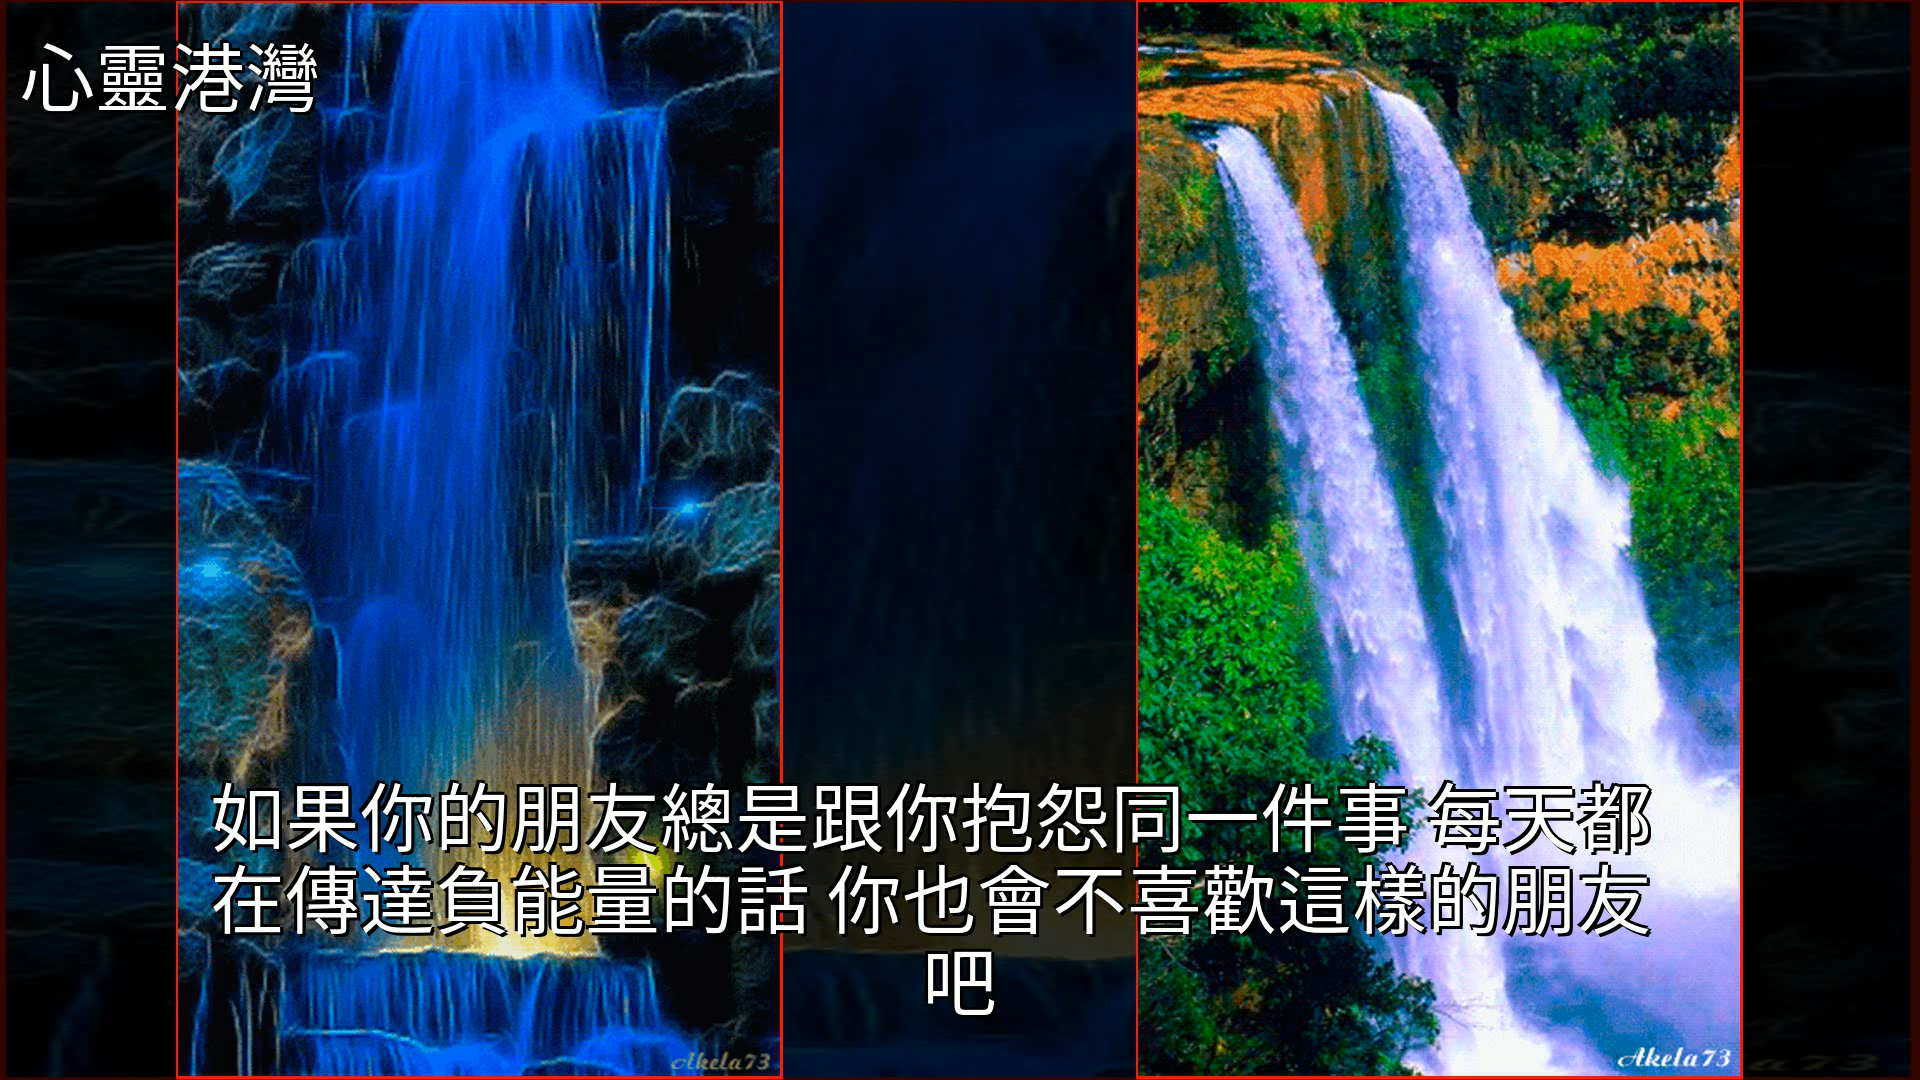 心靈港灣
如果你的朋友總是跟你抱怨同一件事 每天都
在傳達負能量的話 你也會不喜歡這樣的朋友
吧
Akela73
Akela73
a73